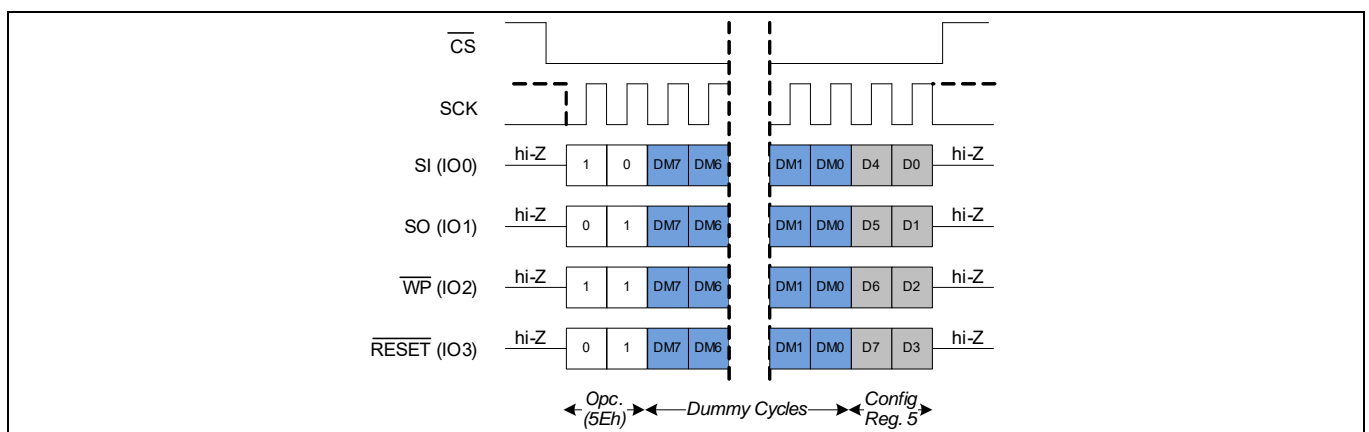 CS
SCK
SI (IO0) hi-Z 1 0 DM7 DM6 DM1 DM0 D4 D0 hi-Z
SO (IO1) hi-Z 0 1 DM7 DM6 DM1 DM0 D5 D1 hi-Z
WP (IO2) hi-Z 1 1 DM7 DM6 DM1 DM0 D6 D2 hi-Z
RESET (IO3) hi-Z 0 1 DM7 DM6 DM1 DM0 D7 D3 hi-Z
Opc. (5Eh)
Dummy Cycles
Config
Reg. 5